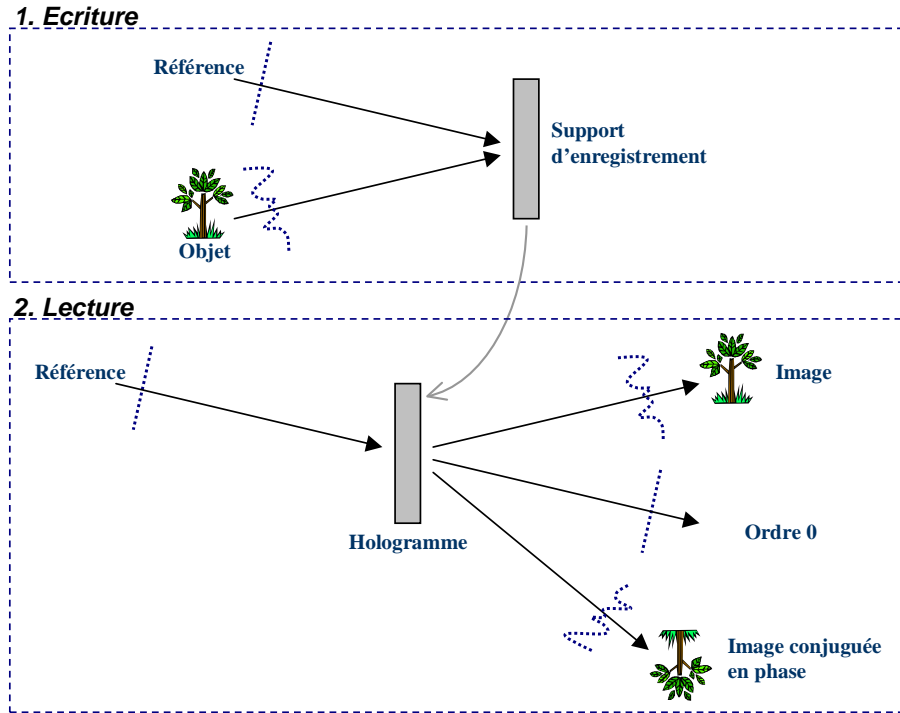 1. Ecriture
Référence
Support
d'enregistrement
Objet
2. Lecture
Référence
Image
Hologramme
Ordre 0
Image conjuguée
en phase